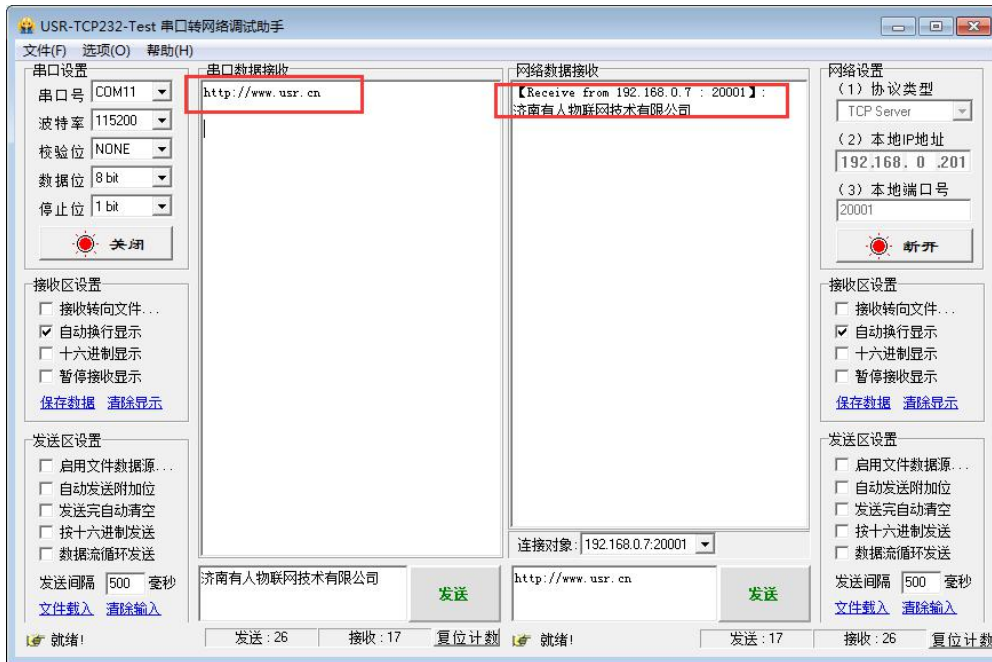 USR-TCP232-Test 串口转网络调试助手
文件(F) 选项(O) 帮助(H)
串口设置
串口号 COM11
波特率 115200
校验位 NONE
数据位 8 bit
停止位 1 bit
关闭
接收区设置
接收转向文件...
自动换行显示
十六进制显示
暂停接收显示
保存数据 清除显示
发送区设置
启用文件数据源...
自动发送附加位
发送完自动清空
按十六进制发送
数据流循环发送
发送间隔 500 毫秒
文件载入 清除输入
串口数据接收
http://www.usr.cn
济南有人物联网技术有限公司
发送
网络数据接收
【Receive from 192.168.0.7 : 20001】:
济南有人物联网技术有限公司
连接对象: 192.168.0.7:20001
http://www.usr.cn
发送
网络设置
(1) 协议类型
TCP Server
(2) 本地IP地址
192.168. 0 .201
(3) 本地端口号
20001
断开
接收区设置
接收转向文件...
自动换行显示
十六进制显示
暂停接收显示
保存数据 清除显示
发送区设置
启用文件数据源...
自动发送附加位
发送完自动清空
按十六进制发送
数据流循环发送
发送间隔 500 毫秒
文件载入 清除输入
就绪! 发送:26 接收:17 复位计数
就绪! 发送:17 接收:26 复位计数